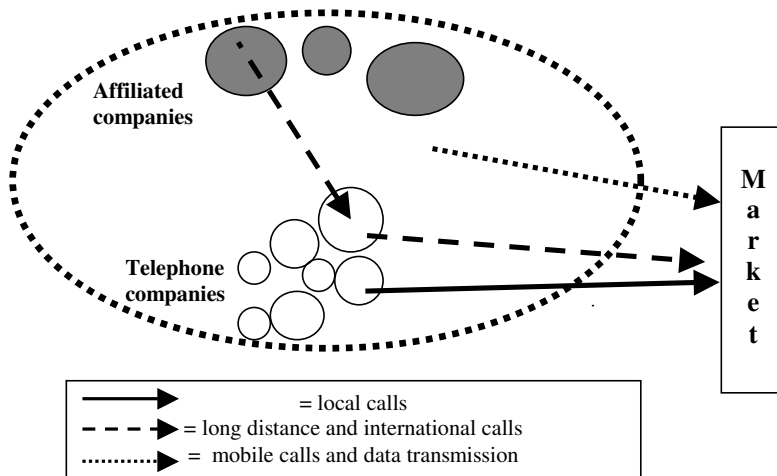 Affiliated
companies
M
a
r
k
e
t
Telephone
companies
= local calls
= long distance and international calls
= mobile calls and data transmission